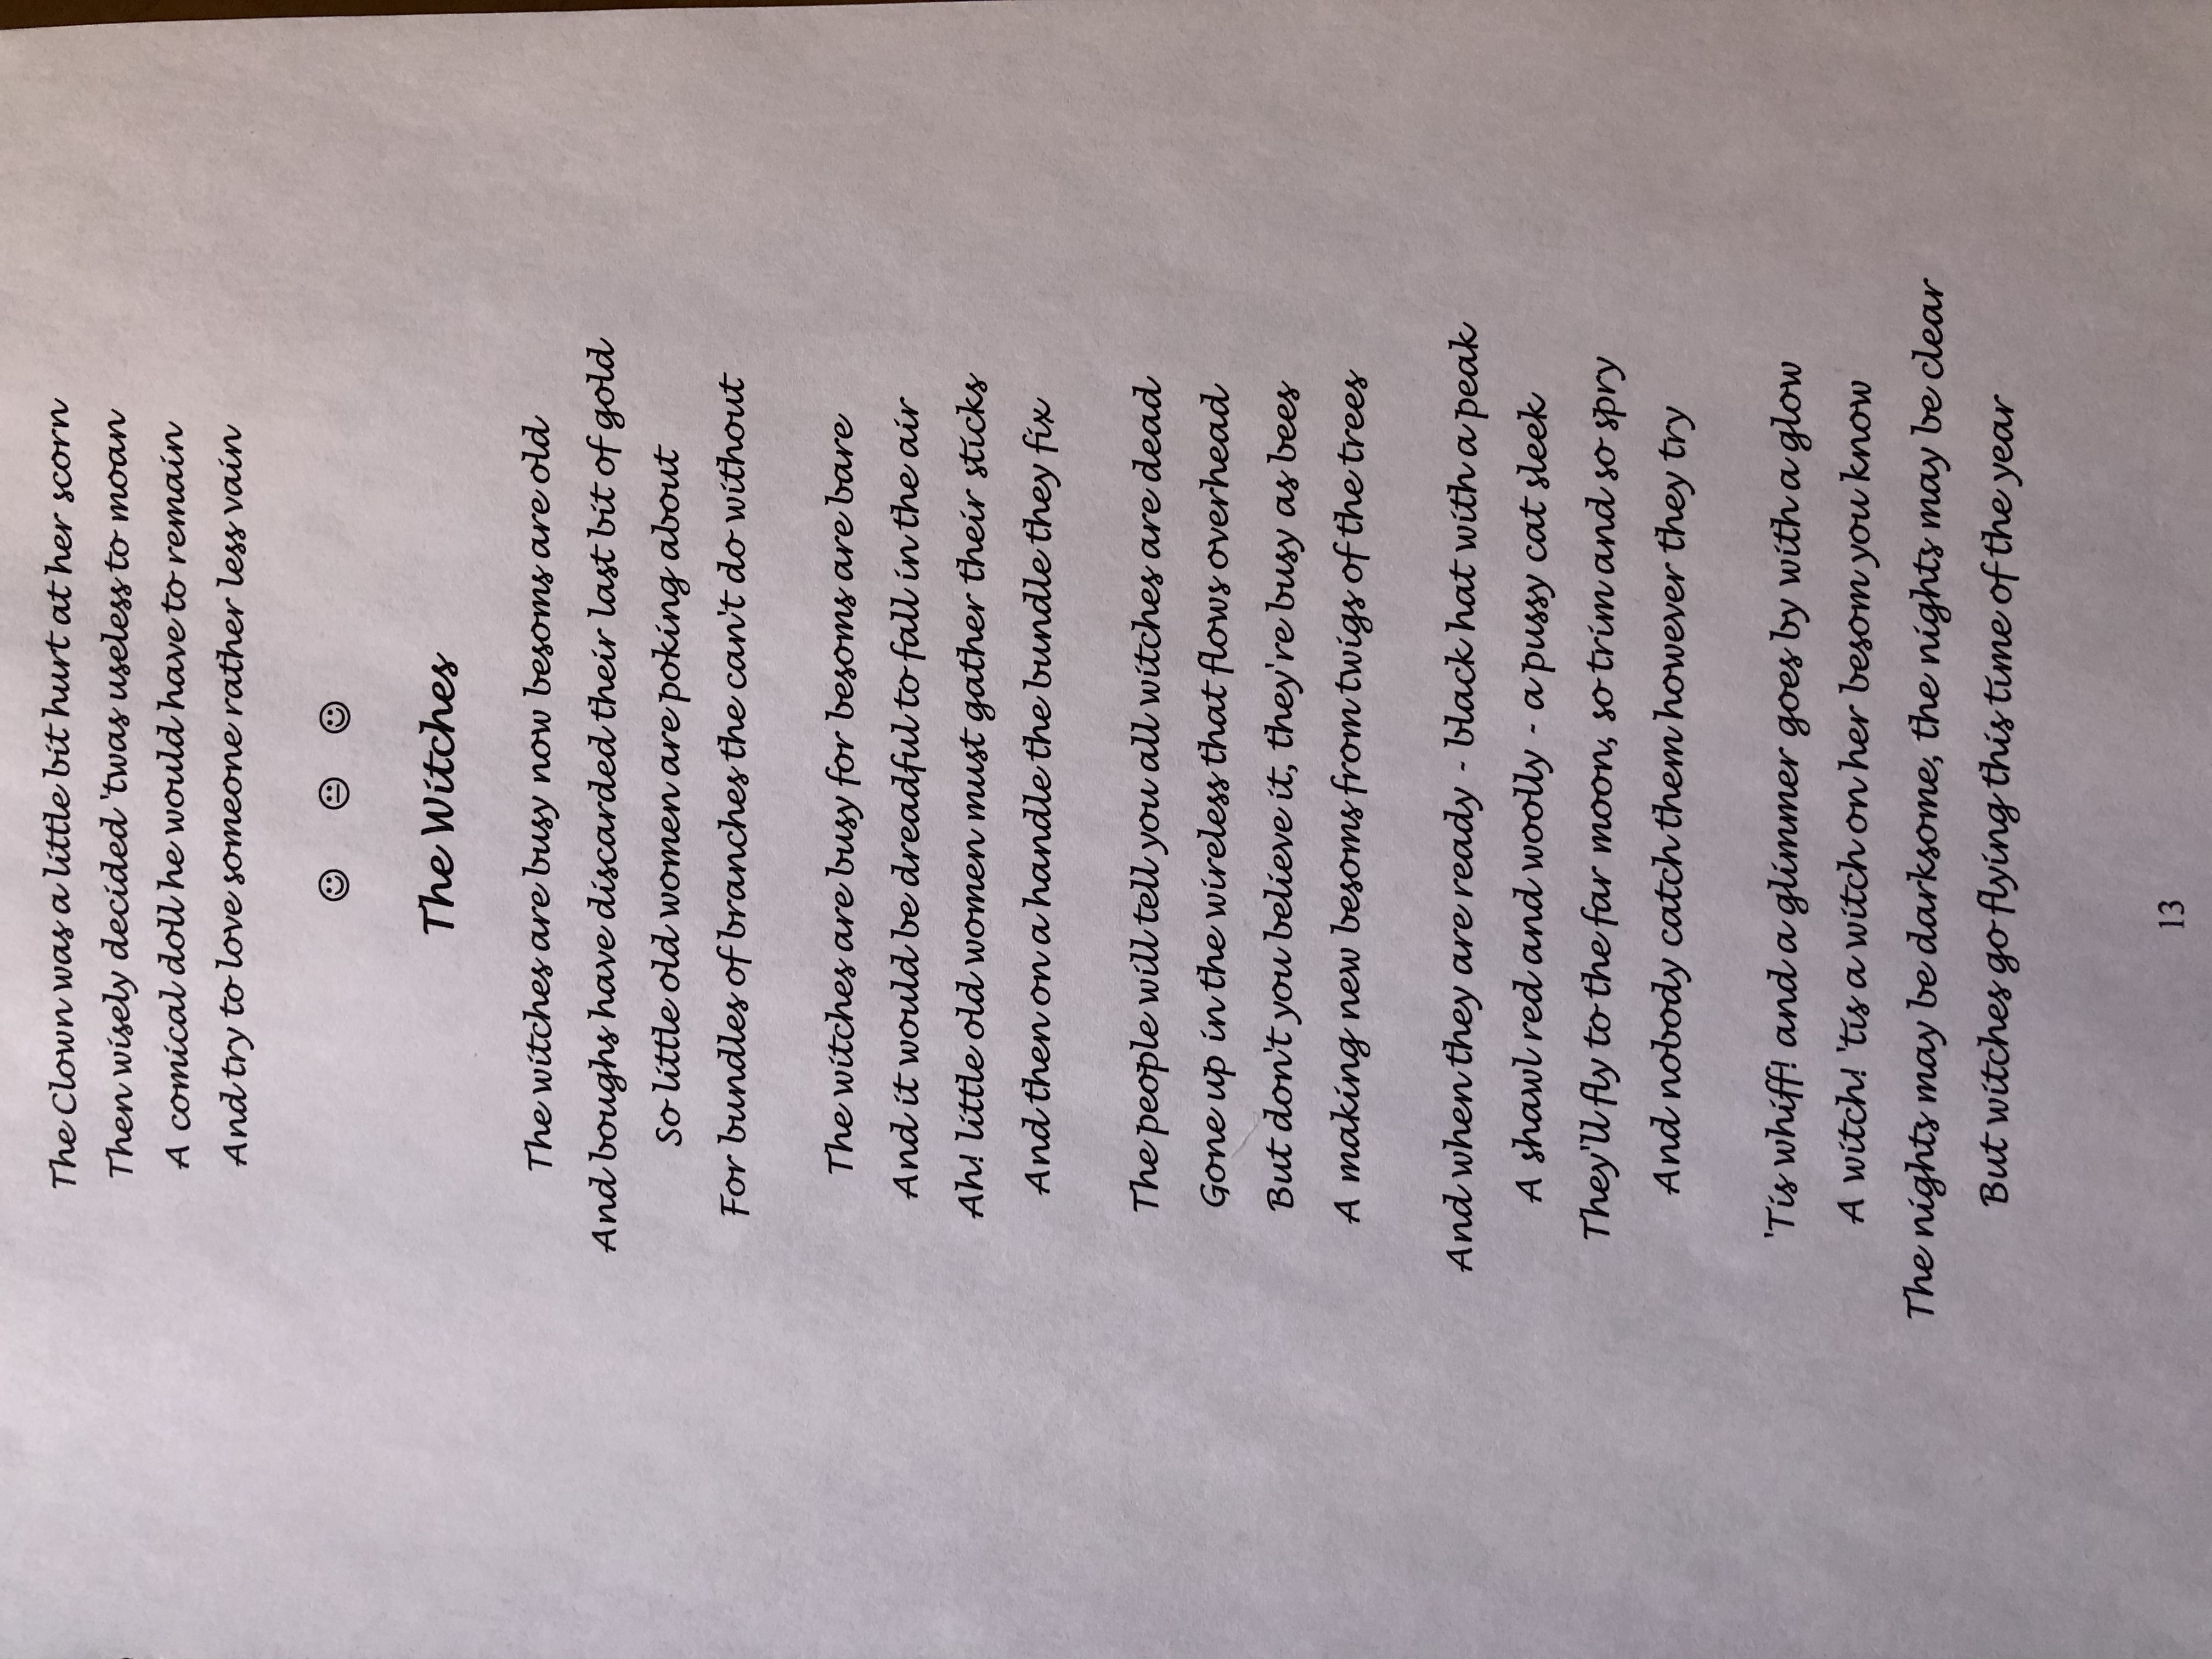 The Clown was a little bit hurt at her scorn
Then wisely decided 'twas useless to moan
A comical doll he would have to remain
And try to love someone rather less vain
☺ 😐 ☺
The Witches
The witches are busy now besoms are old
And boughs have discarded their last bit of gold
So little old women are poking about
For bundles of branches the can't do without
The witches are busy for besoms are bare
And it would be dreadful to fall in the air
Ah! little old women must gather their sticks
And then on a handle the bundle they fix
The people will tell you all witches are dead
Gone up in the wireless that flows overhead
But don't you believe it, they're busy as bees
A making new besoms from twigs of the trees
And when they are ready - black hat with a peak
A shawl red and woolly - a pussy cat sleek
They'll fly to the far moon, so trim and so spry
And nobody catch them however they try
'Tis whiff! and a glimmer goes by with a glow
A witch! 'tis a witch on her besom you know
The nights may be darksome, the nights may be clear
But witches go flying this time of the year
13